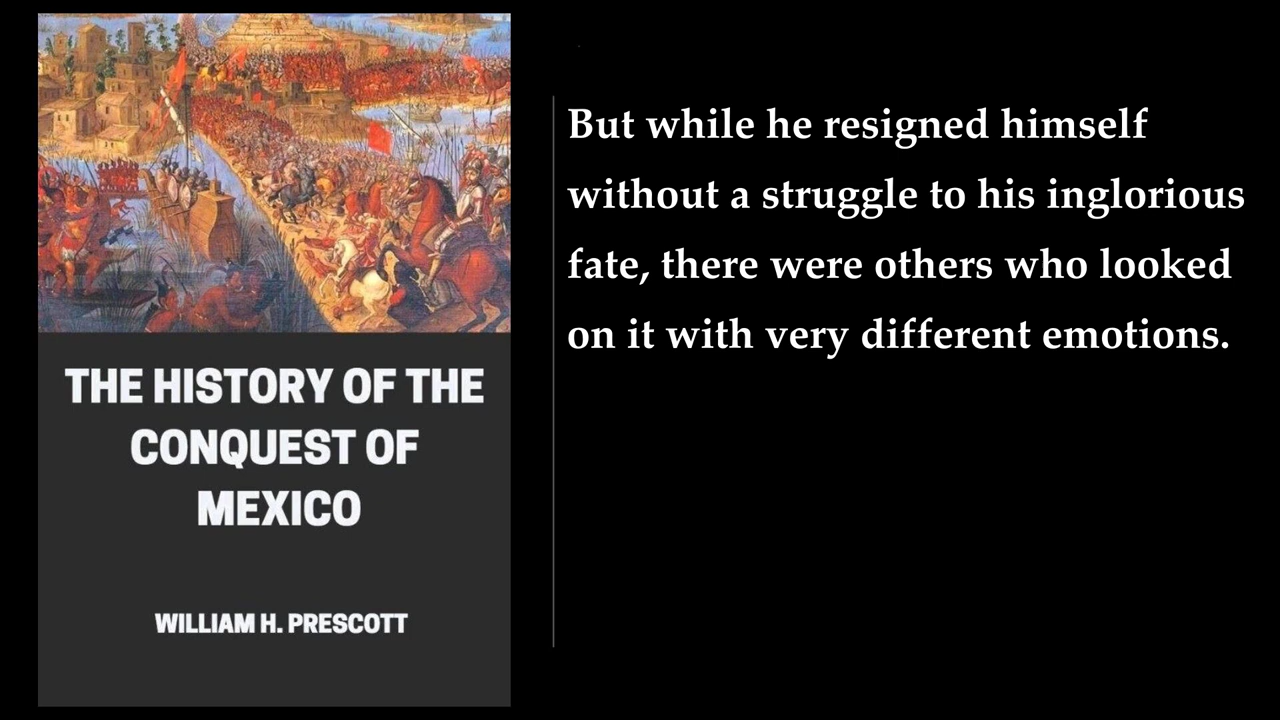 THE HISTORY OF THE
CONQUEST OF
MEXICO
WILLIAM H. PRESCOTT
But while he resigned himself
without a struggle to his inglorious
fate, there were others who looked
on it with very different emotions.